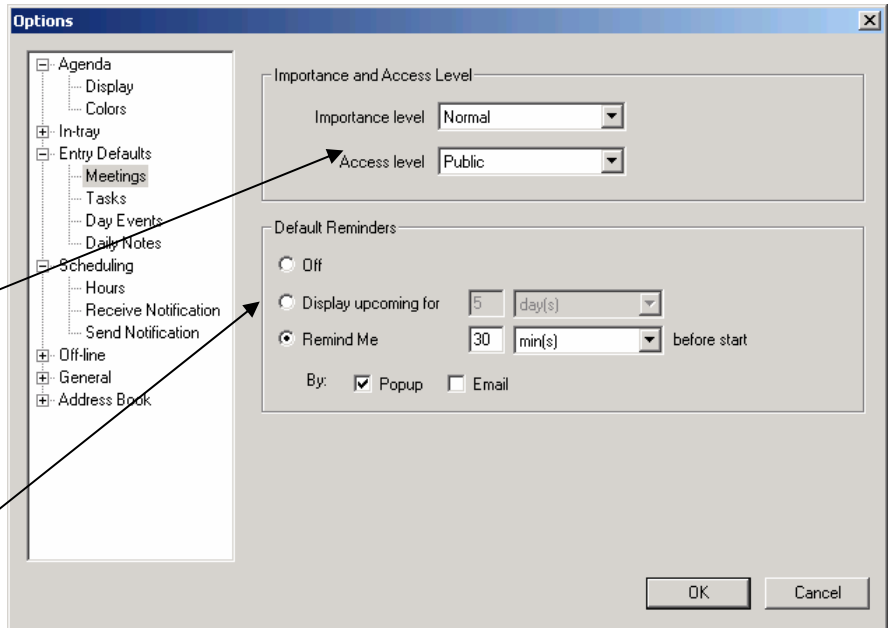 Options
Agenda
Display
Colors
In-tray
Entry Defaults
Meetings
Tasks
Day Events
Daily Notes
Scheduling
Hours
Receive Notification
Send Notification
Off-line
General
Address Book
Importance and Access Level
Importance level Normal
Access level Public
Default Reminders
Off
Display upcoming for 5 day(s)
Remind Me 30 min(s) before start
By: Popup Email
OK Cancel